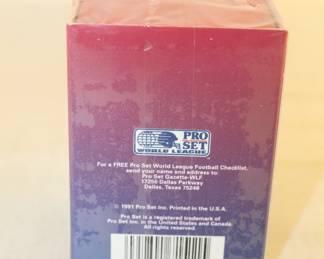 PRO
SET
WORLD LEAGUE
For a FREE Pro Set World League Football Checklist,
send your name and address to:
Pro Set Gazette-WLF
17250 Dallas Parkway
Dallas, Texas 75248
© 1991 Pro Set Inc. Printed in the U.S.A.
Pro Set is a registered trademark of
Pro Set Inc. in the United States and Canada.
All rights reserved.